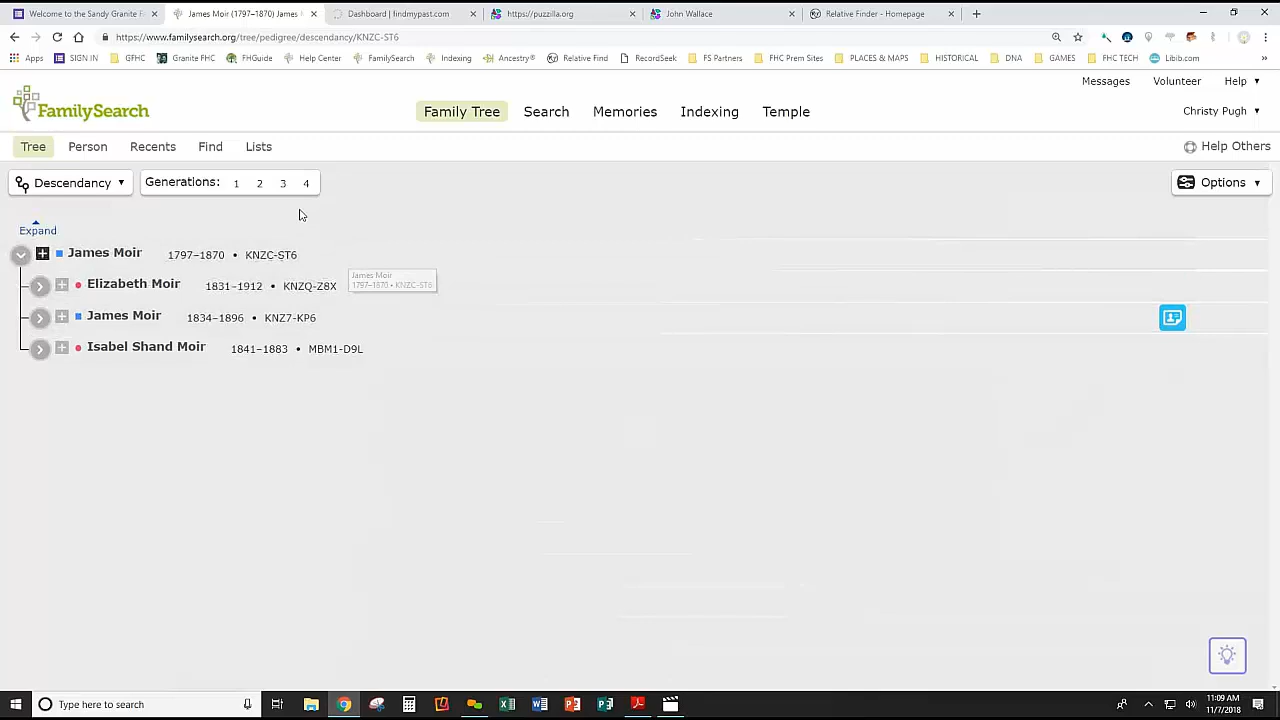 Welcome to the Sandy Granite F
James Moir (1797–1870) James
Dashboard | findmypast.com
https://puzzilla.org
John Wallace
Relative Finder - Homepage
https://www.familysearch.org/tree/pedigree/descendancy/KNZC-ST6
Apps
SIGN IN
GFHC
Granite FHC
FHGuide
Help Center
FamilySearch
Indexing
Ancestry®
Relative Find
RecordSeek
FS Partners
FHC Prem Sites
PLACES & MAPS
HISTORICAL
DNA
GAMES
FHC TECH
Libib.com
»
Messages
Volunteer
Help
FamilySearch
Family Tree
Search
Memories
Indexing
Temple
Christy Pugh
Tree
Person
Recents
Find
Lists
Help Others
Descendancy
Generations: 1 2 3 4
Options
Expand
James Moir 1797–1870 • KNZC-ST6
Elizabeth Moir 1831–1912 • KNZQ-Z8X
James Moir
1797–1870 • KNZC-ST6
James Moir 1834–1896 • KNZ7-KP6
Isabel Shand Moir 1841–1883 • MBM1-D9L
Type here to search
11:09 AM
11/7/2018